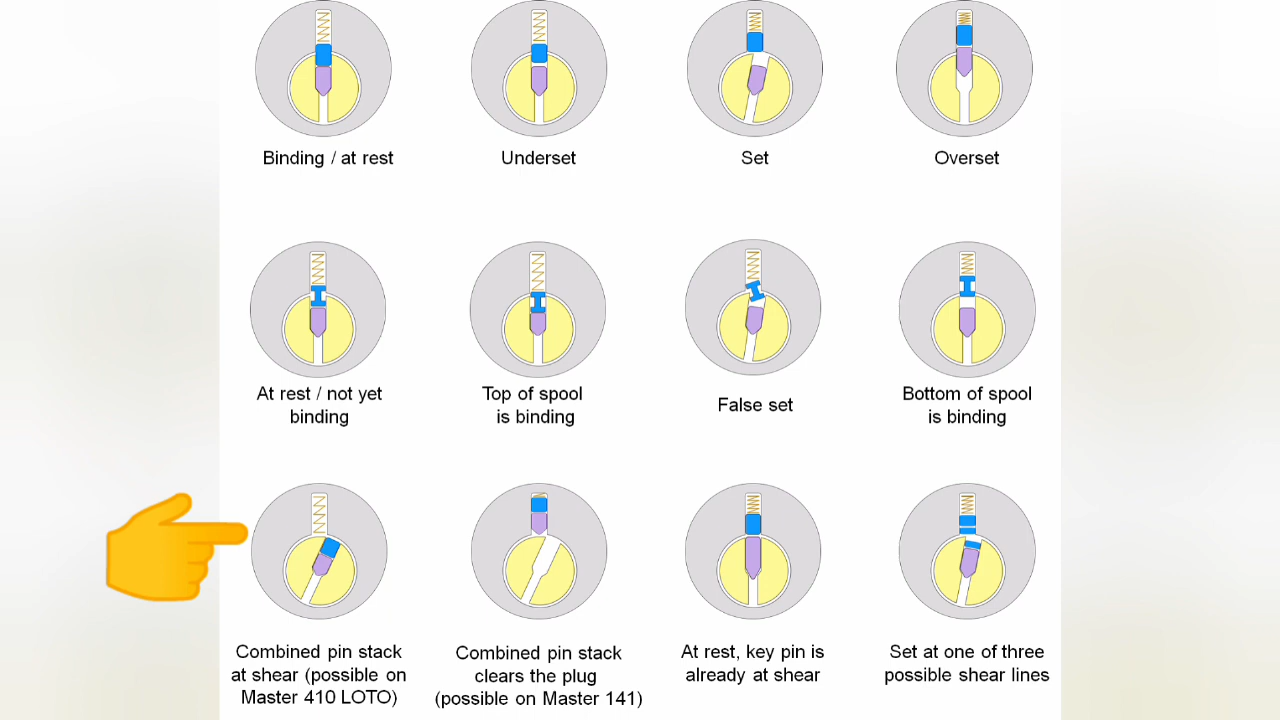 Binding / at rest
Underset
Set
Overset
At rest / not yet
binding
Top of spool
is binding
False set
Bottom of spool
is binding
Combined pin stack
at shear (possible on
Master 410 LOTO)
Combined pin stack
clears the plug
(possible on Master 141)
At rest, key pin is
already at shear
Set at one of three
possible shear lines